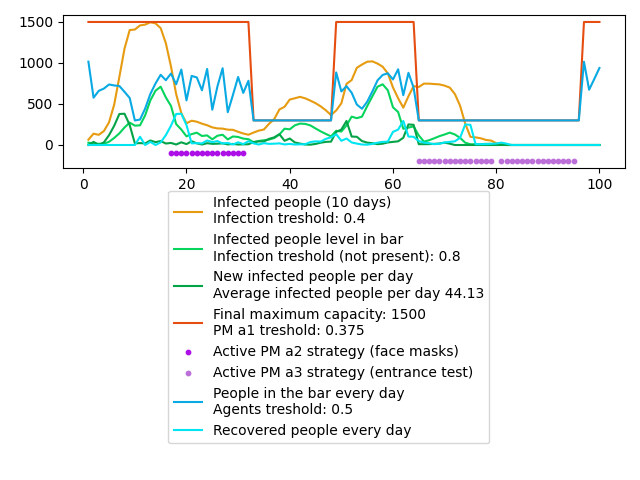 1500
1000
500
0
0
20
40
60
80
100
Infected people (10 days)
Infection treshold: 0.4
Infected people level in bar
Infection treshold (not present): 0.8
New infected people per day
Average infected people per day 44.13
Final maximum capacity: 1500
PM a1 treshold: 0.375
Active PM a2 strategy (face masks)
Active PM a3 strategy (entrance test)
People in the bar every day
Agents treshold: 0.5
Recovered people every day